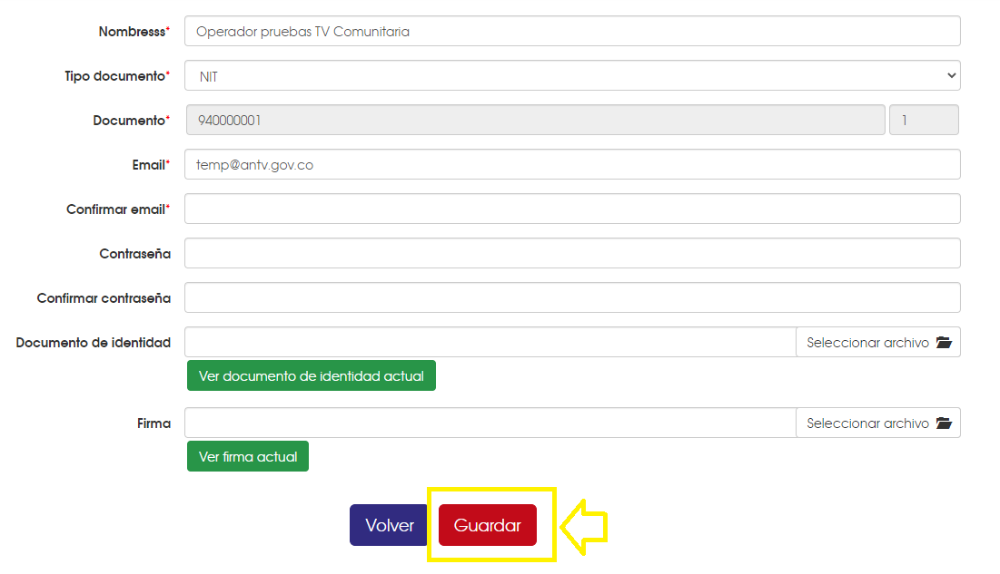 Nombresss* Operador pruebas TV Comunitaria
Tipo documento* NIT
Documento* 940000001 1
Email* temp@antv.gov.co
Confirmar email*
Contraseña
Confirmar contraseña
Documento de identidad Seleccionar archivo
Ver documento de identidad actual
Firma Seleccionar archivo
Ver firma actual
Volver Guardar